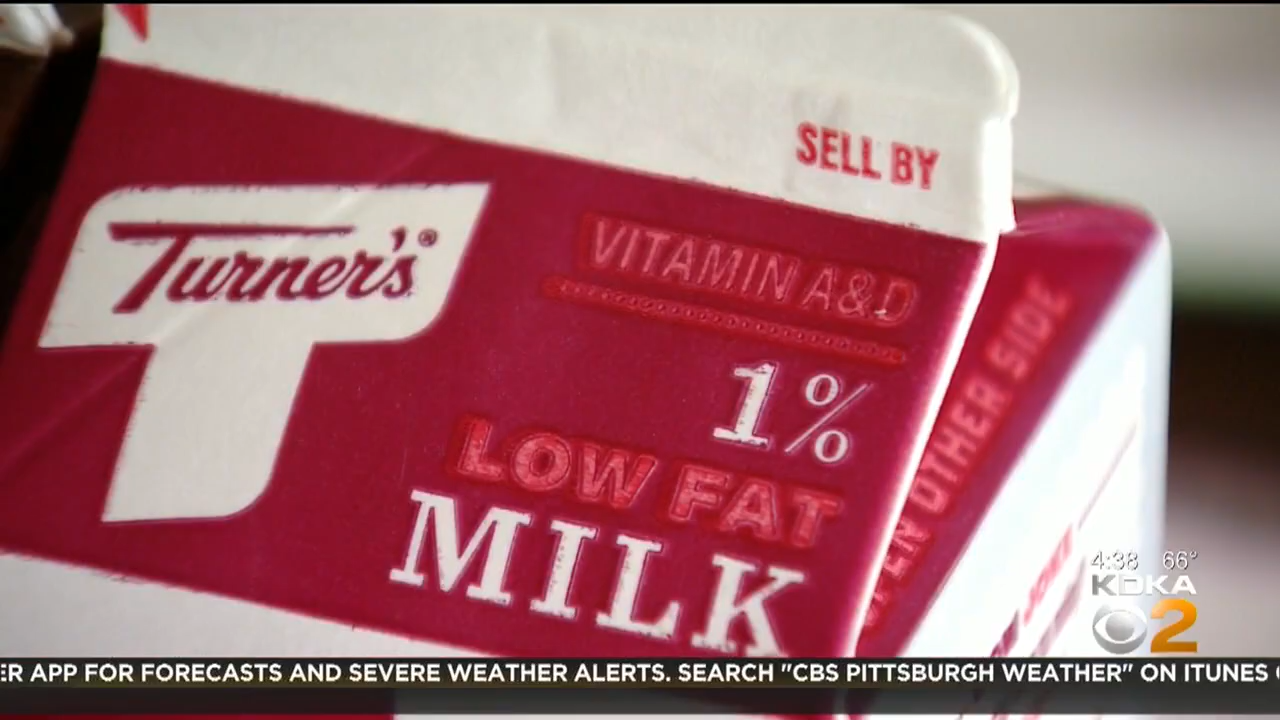 SELL BY
Turner's®
VITAMIN A&D
1%
LOW FAT
MILK
OTHER SIDE
4:38 66°
KDKA
2
ER APP FOR FORECASTS AND SEVERE WEATHER ALERTS. SEARCH "CBS PITTSBURGH WEATHER" ON ITUNES